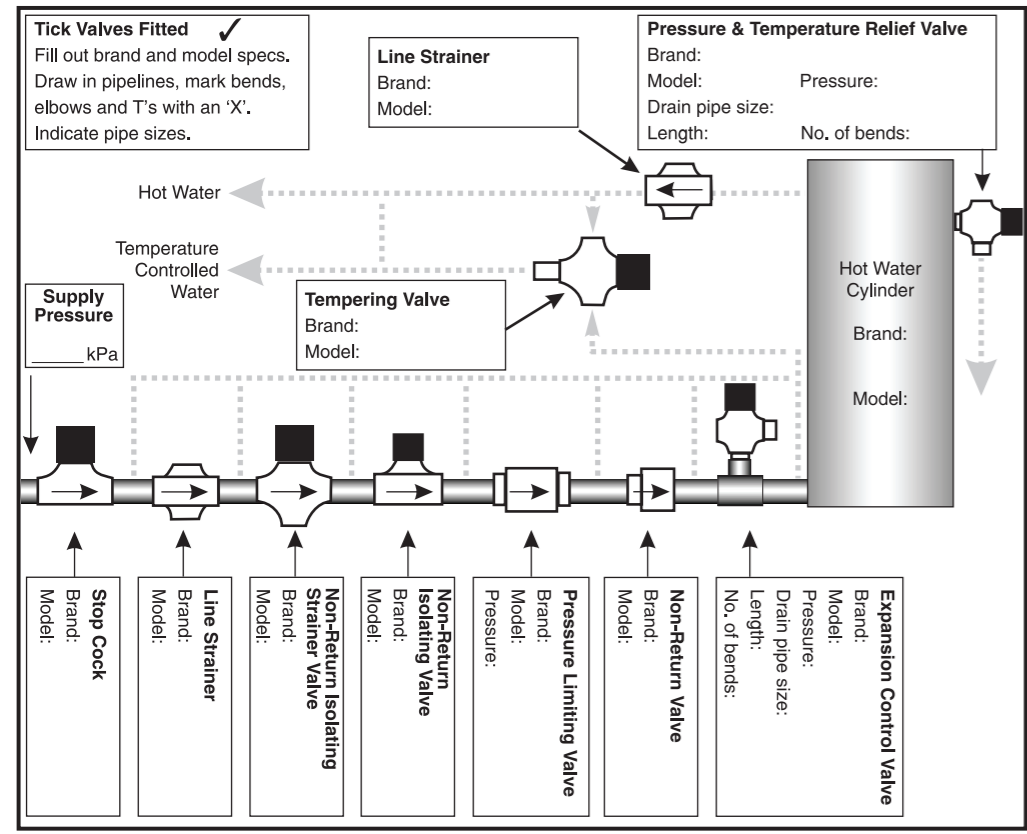 Tick Valves Fitted ✓
Fill out brand and model specs.
Draw in pipelines, mark bends,
elbows and T's with an 'X'.
Indicate pipe sizes.
Line Strainer
Brand:
Model:
Pressure & Temperature Relief Valve
Brand:
Model: Pressure:
Drain pipe size:
Length: No. of bends:
Hot Water
Temperature
Controlled
Water
Supply
Pressure
_____ kPa
Tempering Valve
Brand:
Model:
Hot Water
Cylinder
Brand:
Model:
Stop Cock
Brand:
Model:
Line Strainer
Brand:
Model:
Non-Return Isolating
Strainer Valve
Brand:
Model:
Non-Return
Isolating Valve
Brand:
Model:
Pressure Limiting Valve
Brand:
Model:
Pressure:
Non-Return Valve
Brand:
Model:
Expansion Control Valve
Brand:
Model:
Pressure:
Drain pipe size:
Length:
No. of bends: